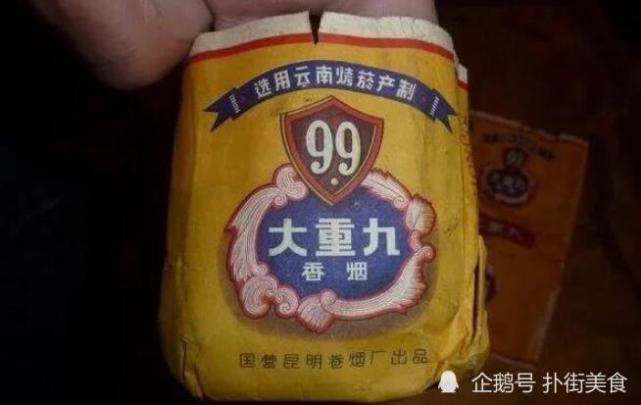 选用云南烤菸产制
99
大重九
香烟
国营昆明卷烟厂出品
企鹅号 扑街美食